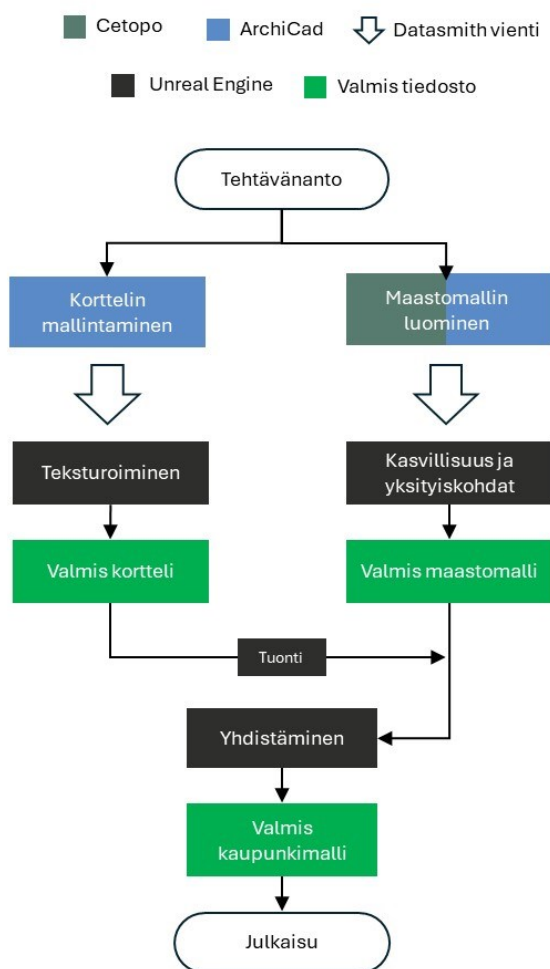 Cetopo
ArchiCad
Datasmith vienti
Unreal Engine
Valmis tiedosto
Tehtävänanto
Korttelin
mallintaminen
Maastomallin
luominen
Teksturoiminen
Kasvillisuus ja
yksityiskohdat
Valmis kortteli
Valmis maastomalli
Tuonti
Yhdistäminen
Valmis
kaupunkimalli
Julkaisu